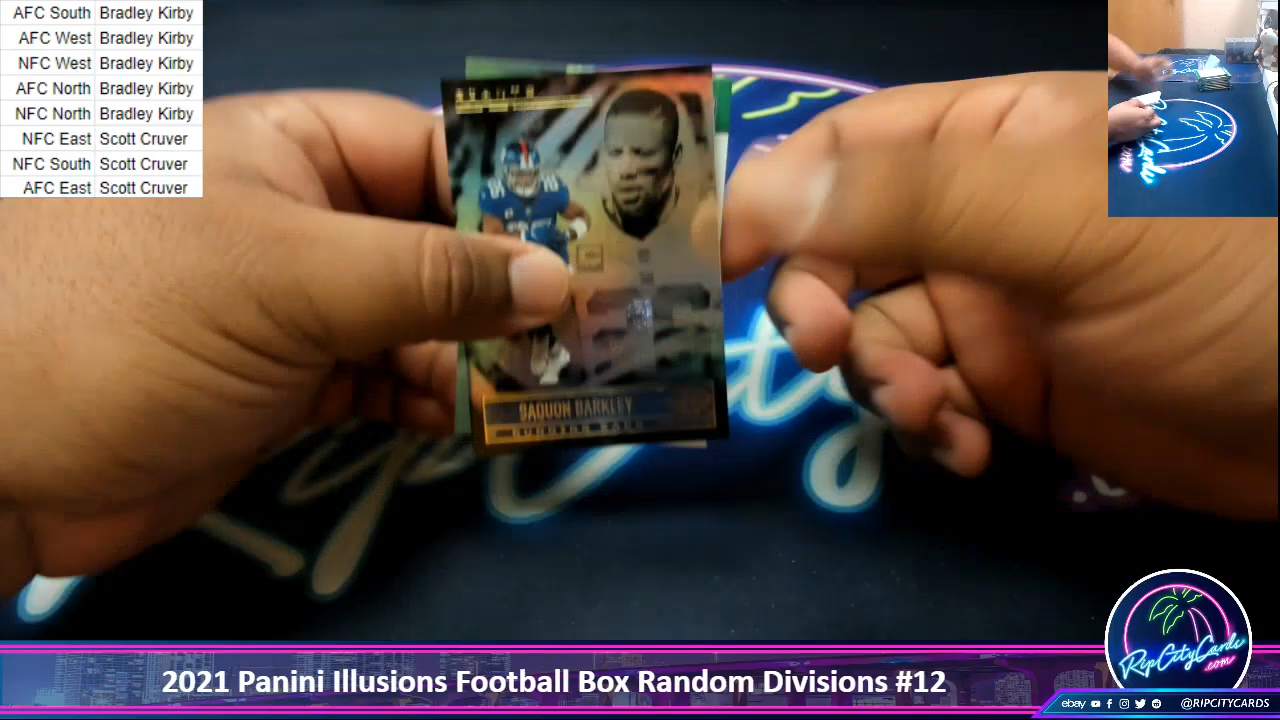 AFC South Bradley Kirby
AFC West Bradley Kirby
NFC West Bradley Kirby
AFC North Bradley Kirby
NFC North Bradley Kirby
NFC East Scott Cruver
NFC South Scott Cruver
AFC East Scott Cruver
SAQUON BARKLEY
RUNNING BACK
RipCityCards
.com
2021 Panini Illusions Football Box Random Divisions #12
ebay @RIPCITYCARDS